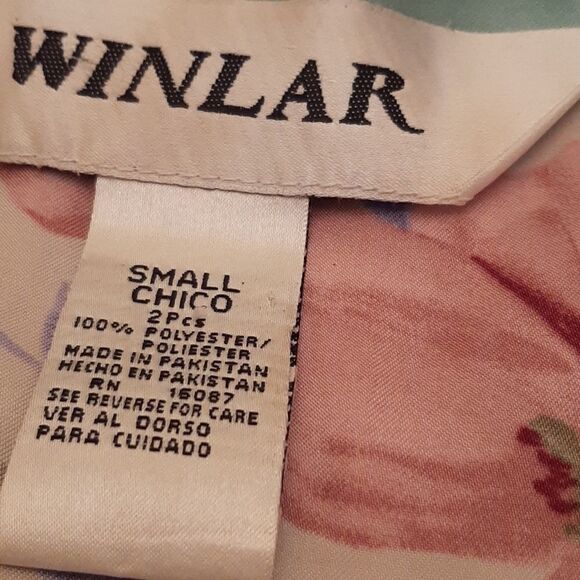 WINLAR
SMALL
CHICO
2PCS
100% POLYESTER/
POLIESTER
MADE IN PAKISTAN
HECHO EN PAKISTAN
RN 16087
SEE REVERSE FOR CARE
VER AL DORSO
PARA CUIDADO